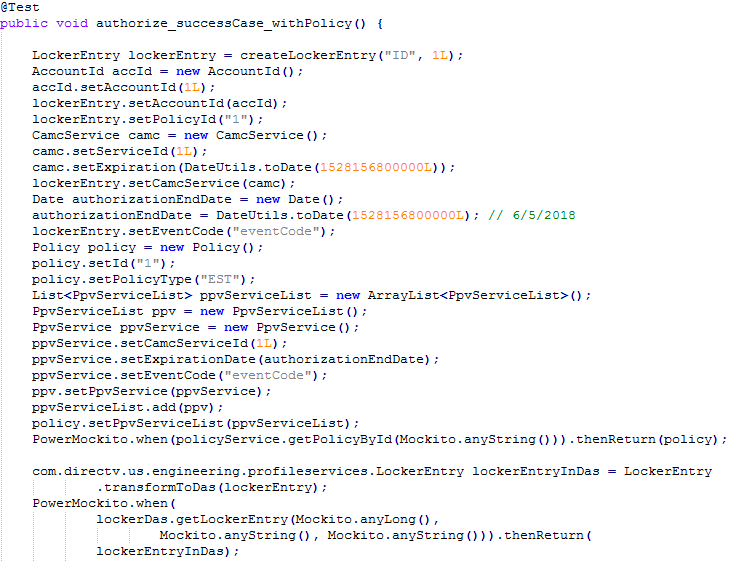 @Test
public void authorize_successCase_withPolicy() {
LockerEntry lockerEntry = createLockerEntry("ID", 1L);
AccountId accId = new AccountId();
accId.setAccountId(1L);
lockerEntry.setAccountId(accId);
lockerEntry.setPolicyId("1");
CamcService camc = new CamcService();
camc.setServiceId(1L);
camc.setExpiration(DateUtils.toDate(1528156800000L));
lockerEntry.setCamcService(camc);
Date authorizationEndDate = new Date();
authorizationEndDate = DateUtils.toDate(1528156800000L); // 6/5/2018
lockerEntry.setEventCode("eventCode");
Policy policy = new Policy();
policy.setId("1");
policy.setPolicyType("EST");
List<PpvServiceList> ppvServiceList = new ArrayList<PpvServiceList>();
PpvServiceList ppv = new PpvServiceList();
PpvService ppvService = new PpvService();
ppvService.setCamcServiceId(1L);
ppvService.setExpirationDate(authorizationEndDate);
ppvService.setEventCode("eventCode");
ppv.setPpvService(ppvService);
ppvServiceList.add(ppv);
policy.setPpvServiceList(ppvServiceList);
PowerMockito.when(policyService.getPolicyById(Mockito.anyString())).thenReturn(policy);
com.directv.us.engineering.profileservices.LockerEntry lockerEntryInDas = LockerEntry
.transformToDas(lockerEntry);
PowerMockito.when(
lockerDas.getLockerEntry(Mockito.anyLong(),
Mockito.anyString(), Mockito.anyString())).thenReturn(
lockerEntryInDas);